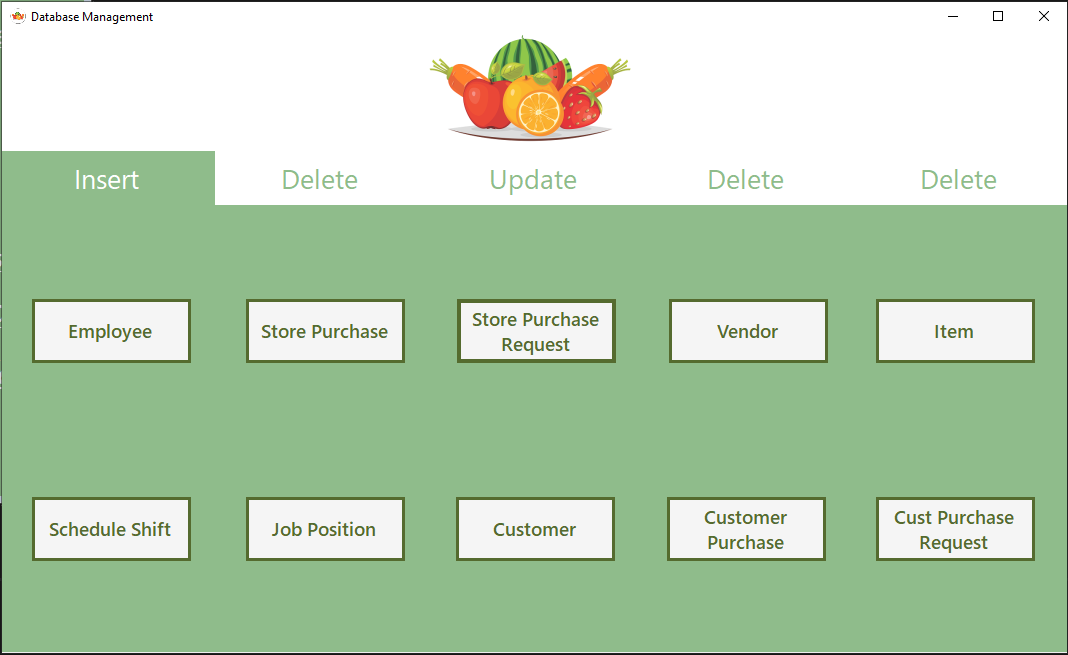 Database Management
Insert
Delete
Update
Delete
Delete
Employee
Store Purchase
Store Purchase
Request
Vendor
Item
Schedule Shift
Job Position
Customer
Customer
Purchase
Cust Purchase
Request